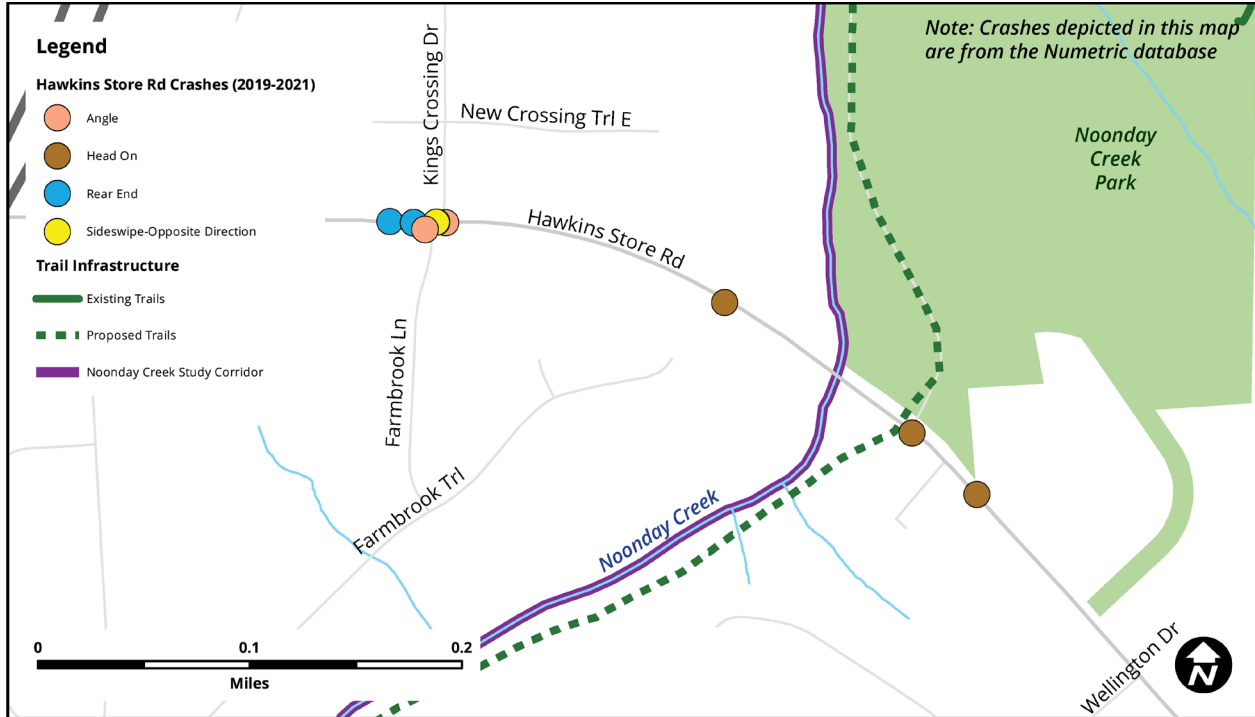 Legend
Hawkins Store Rd Crashes (2019-2021)
Angle
Head On
Rear End
Sideswipe-Opposite Direction
Trail Infrastructure
Existing Trails
Proposed Trails
Noonday Creek Study Corridor
Note: Crashes depicted in this map
are from the Numetric database
Kings Crossing Dr
New Crossing Trl E
Noonday
Creek
Park
Hawkins Store Rd
Farmbrook Ln
Farmbrook Trl
Noonday Creek
Wellington Dr
0 0.1 0.2
Miles
N